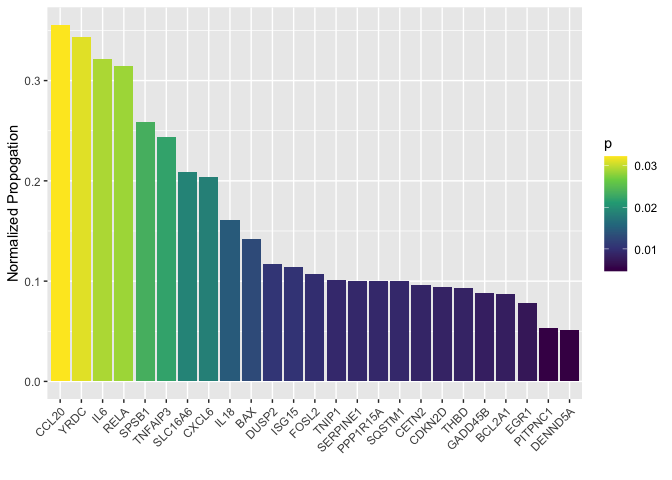 Normalized Propogation
0.3
0.2
0.1
0.0
CCL20
YRDC
IL6
RELA
SPSB1
TNFAIP3
SLC16A6
CXCL6
IL18
BAX
DUSP2
ISG15
FOSL2
TNIP1
SERPINE1
PPP1R15A
SQSTM1
CETN2
CDKN2D
THBD
GADD45B
BCL2A1
EGR1
PITPNC1
DENND5A
p
0.03
0.02
0.01